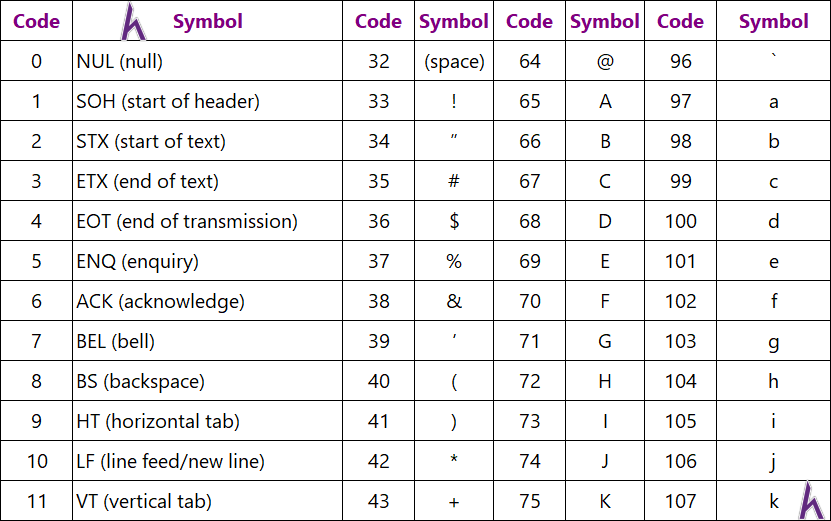 Code Symbol Code Symbol Code Symbol Code Symbol
0 NUL (null) 32 (space) 64 @ 96 `
1 SOH (start of header) 33 ! 65 A 97 a
2 STX (start of text) 34 " 66 B 98 b
3 ETX (end of text) 35 # 67 C 99 c
4 EOT (end of transmission) 36 $ 68 D 100 d
5 ENQ (enquiry) 37 % 69 E 101 e
6 ACK (acknowledge) 38 & 70 F 102 f
7 BEL (bell) 39 ′ 71 G 103 g
8 BS (backspace) 40 ( 72 H 104 h
9 HT (horizontal tab) 41 ) 73 I 105 i
10 LF (line feed/new line) 42 * 74 J 106 j
11 VT (vertical tab) 43 + 75 K 107 k